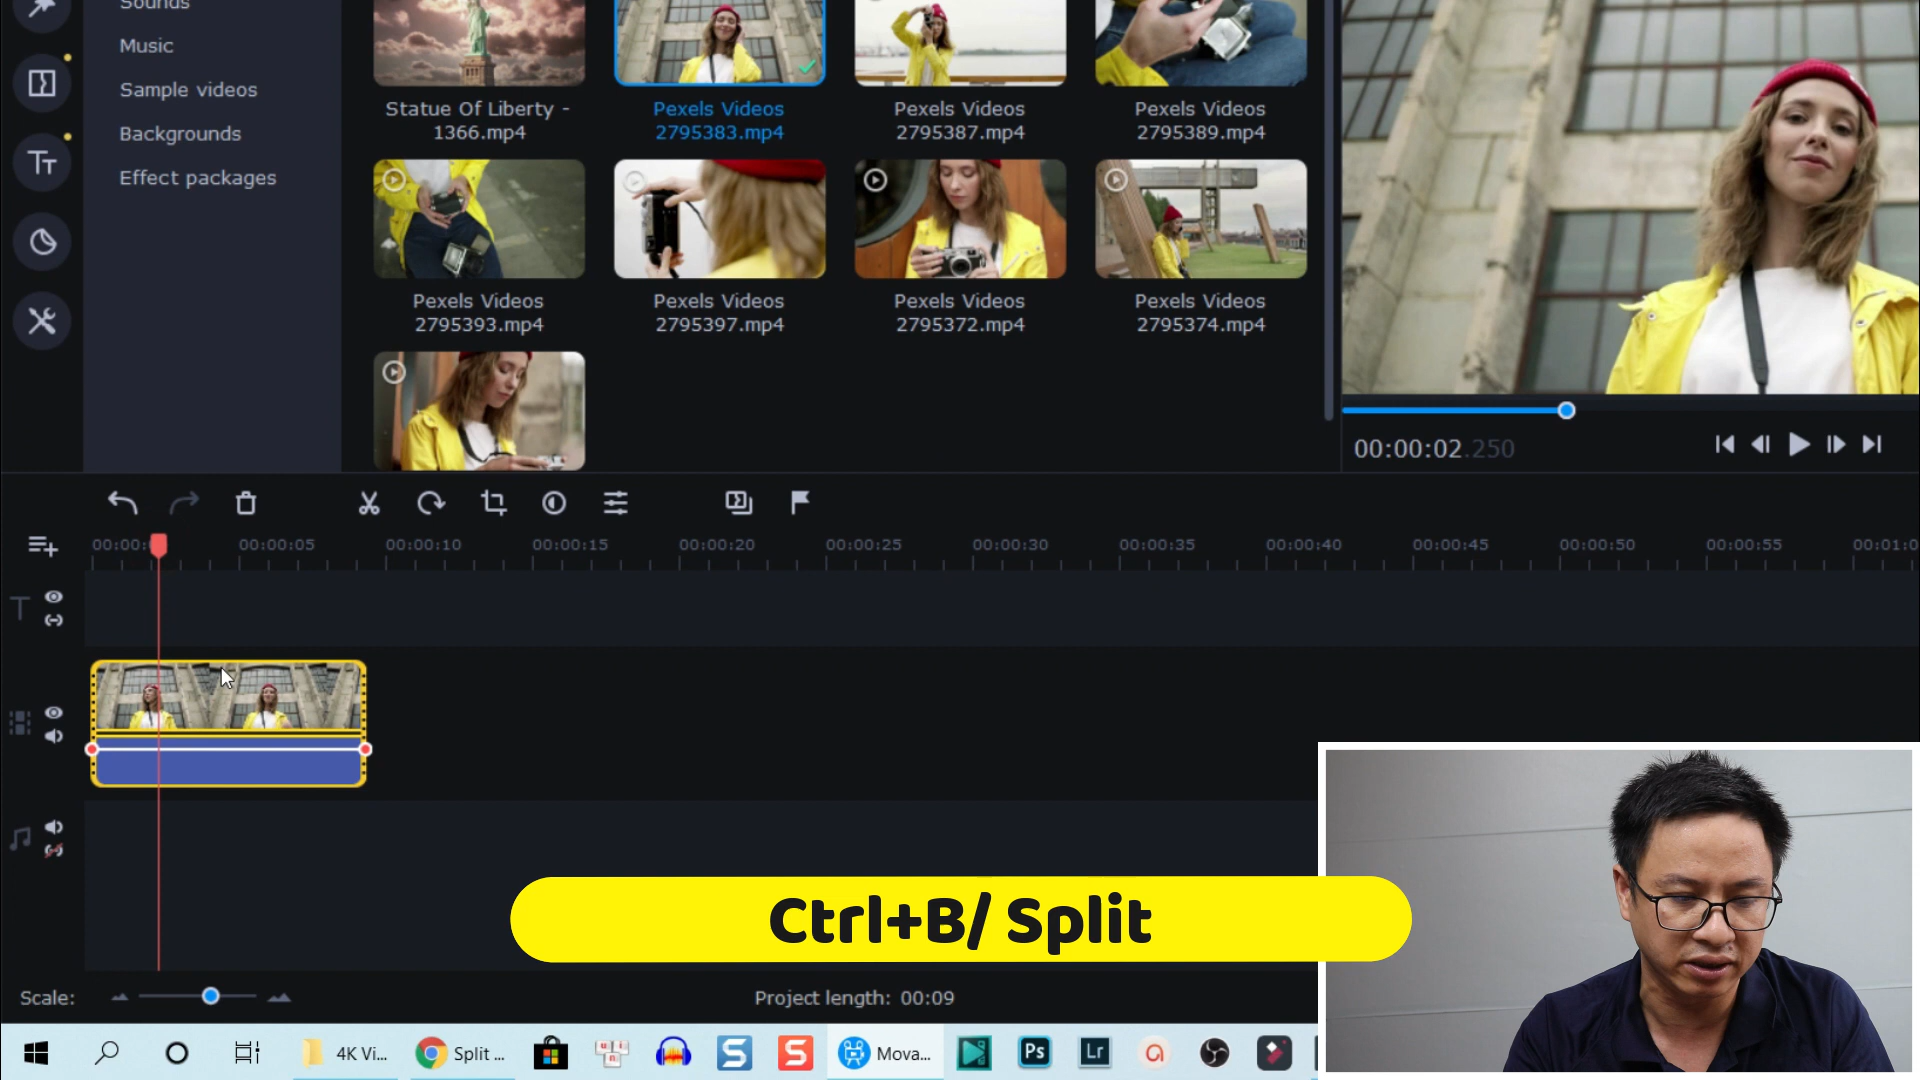 Sounds
Music
Sample videos
Backgrounds
Effect packages
Statue Of Liberty -
1366.mp4
Pexels Videos
2795383.mp4
Pexels Videos
2795387.mp4
Pexels Videos
2795389.mp4
Pexels Videos
2795393.mp4
Pexels Videos
2795397.mp4
Pexels Videos
2795372.mp4
Pexels Videos
2795374.mp4
00:00:02.250
00:00:05
00:00:10
00:00:15
00:00:20
00:00:25
00:00:30
00:00:35
00:00:40
00:00:45
00:00:50
00:00:55
00:01:0
Ctrl+B/ Split
Scale:
Project length: 00:09
4K Vi...
Split ...
S
S
Mova...
Ps
Lr